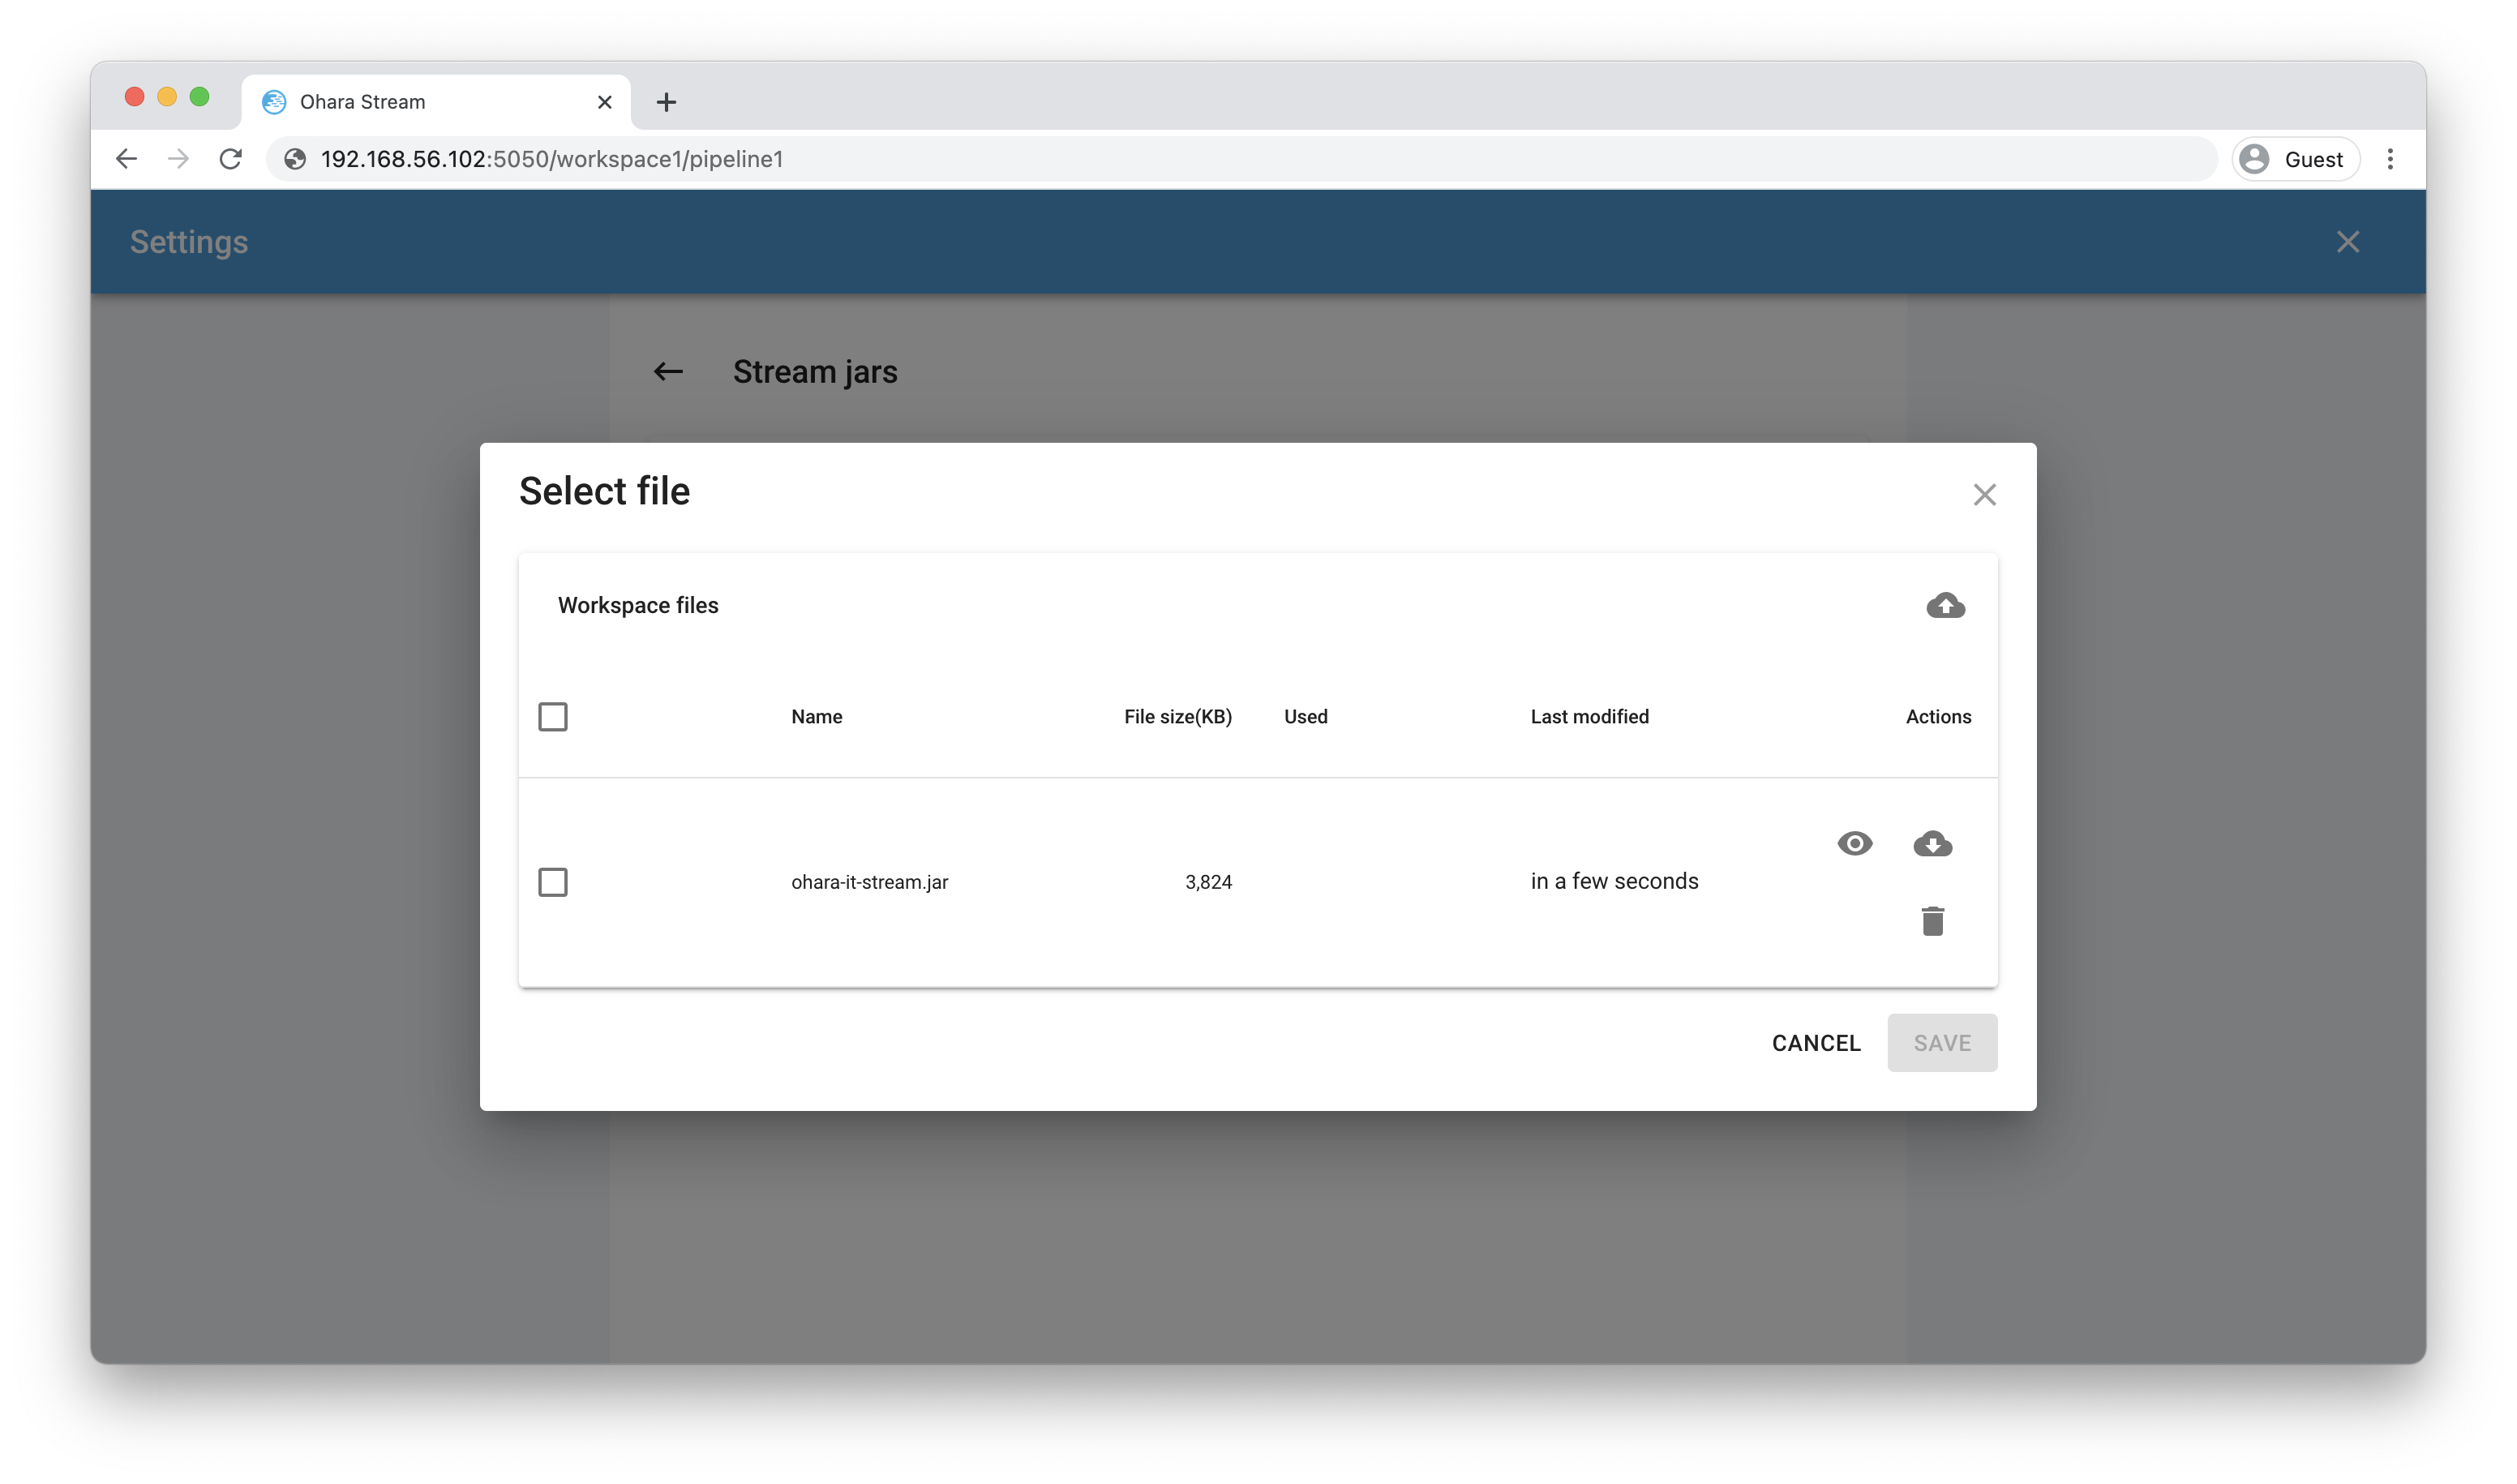 Ohara Stream
192.168.56.102:5050/workspace1/pipeline1
Guest
Settings
Stream jars
Select file
Workspace files
Name File size(KB) Used Last modified Actions
ohara-it-stream.jar 3,824 in a few seconds
CANCEL SAVE